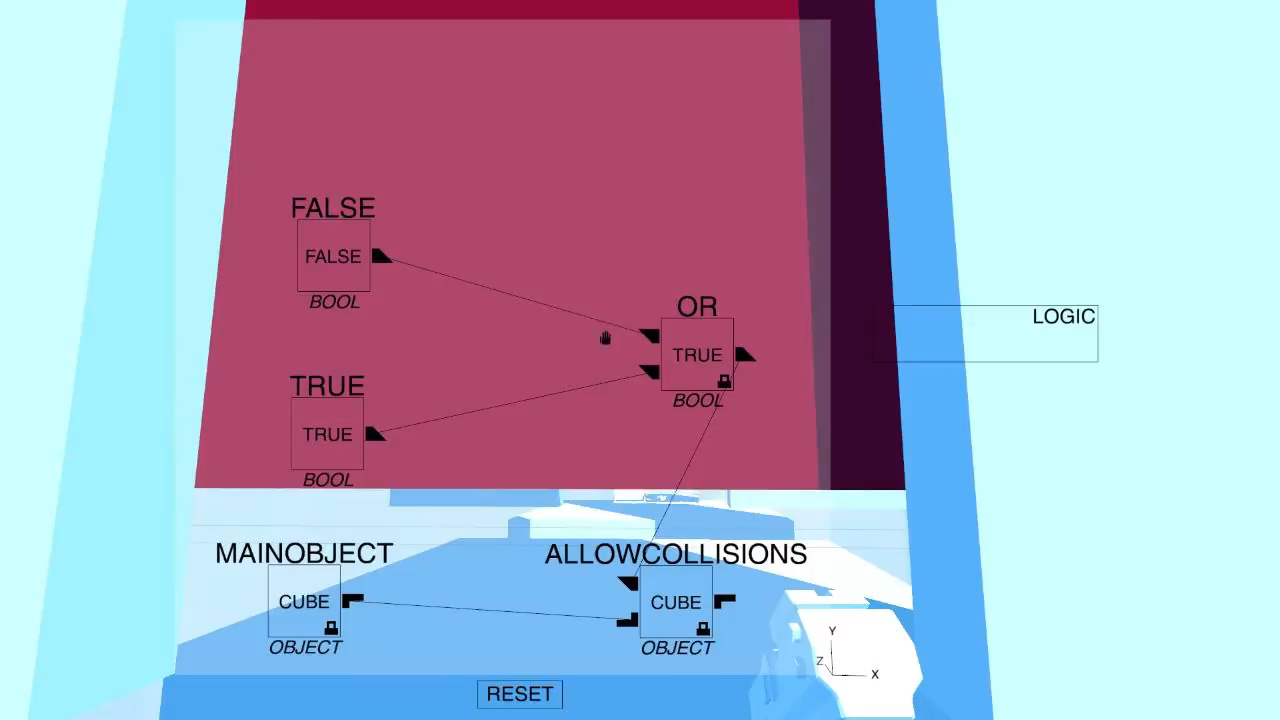 FALSE
FALSE
BOOL
OR
TRUE
BOOL
LOGIC
TRUE
TRUE
BOOL
MAINOBJECT
CUBE
OBJECT
ALLOWCOLLISIONS
CUBE
OBJECT
Y
Z
X
RESET